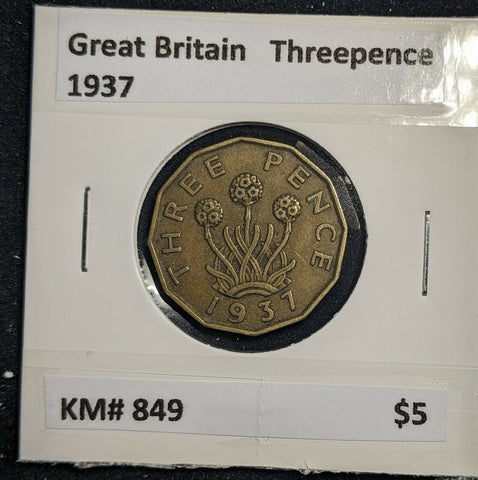 Great Britain Threepence
1937
THREE PENCE
1937
KM# 849 $5